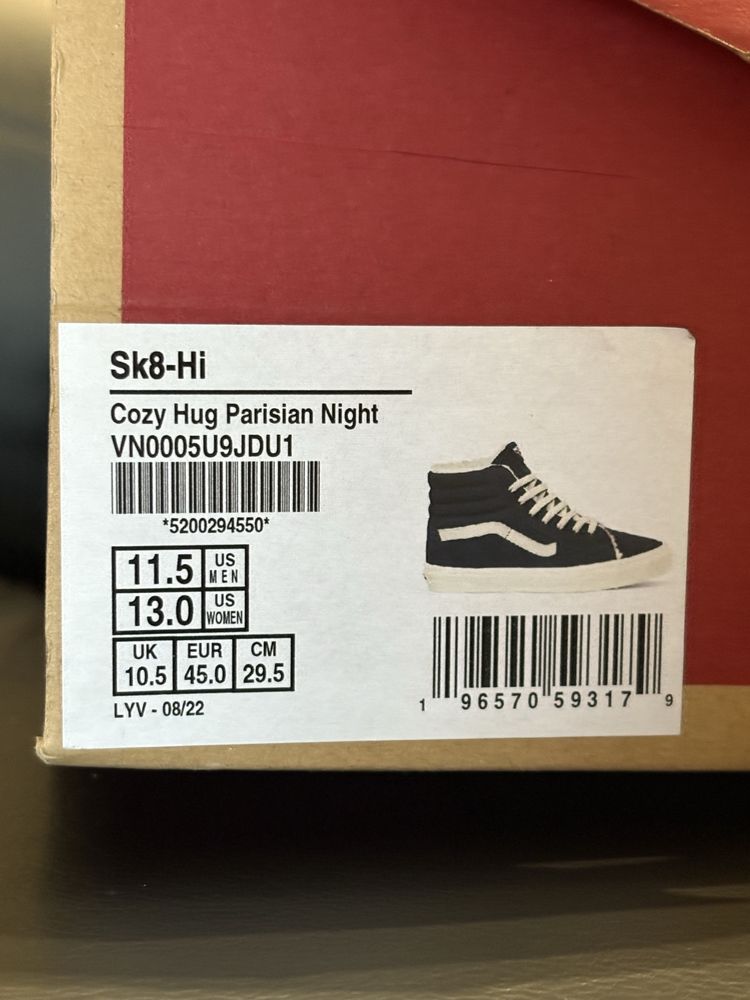 Sk8-Hi
Cozy Hug Parisian Night
VN0005U9JDU1
*5200294550*
11.5 US MEN
13.0 US WOMEN
UK EUR CM
10.5 45.0 29.5
LYV - 08/22
1 96570 59317 9